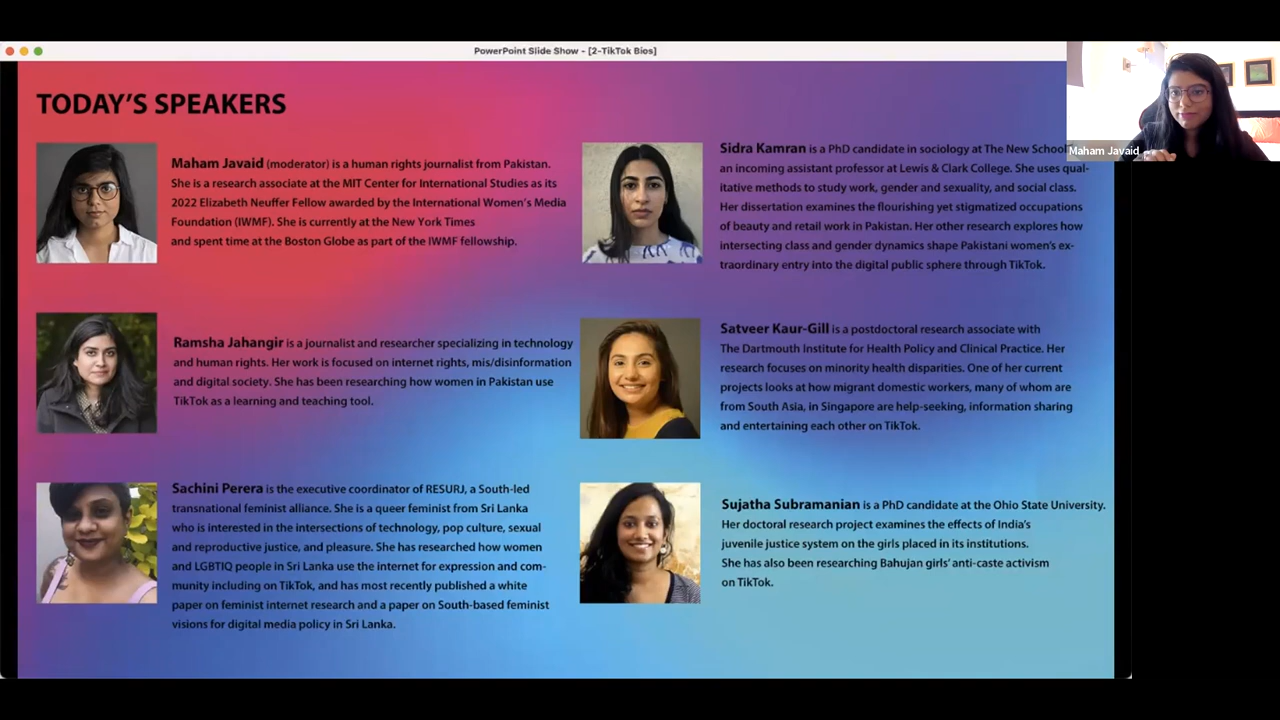 PowerPoint Slide Show - [2-TikTok Bios]
TODAY'S SPEAKERS
Maham Javaid (moderator) is a human rights journalist from Pakistan.
She is a research associate at the MIT Center for International Studies as its
2022 Elizabeth Neuffer Fellow awarded by the International Women's Media
Foundation (IWMF). She is currently at the New York Times
and spent time at the Boston Globe as part of the IWMF fellowship.
Ramsha Jahangir is a journalist and researcher specializing in technology
and human rights. Her work is focused on internet rights, mis/disinformation
and digital society. She has been researching how women in Pakistan use
TikTok as a learning and teaching tool.
Sachini Perera is the executive coordinator of RESURJ, a South-led
transnational feminist alliance. She is a queer feminist from Sri Lanka
who is interested in the intersections of technology, pop culture, sexual
and reproductive justice, and pleasure. She has researched how women
and LGBTIQ people in Sri Lanka use the internet for expression and com-
munity including on TikTok, and has most recently published a white
paper on feminist internet research and a paper on South-based feminist
visions for digital media policy in Sri Lanka.
Sidra Kamran is a PhD candidate in sociology at The New School
an incoming assistant professor at Lewis & Clark College. She uses qual-
itative methods to study work, gender and sexuality, and social class.
Her dissertation examines the flourishing yet stigmatized occupations
of beauty and retail work in Pakistan. Her other research explores how
intersecting class and gender dynamics shape Pakistani women's ex-
traordinary entry into the digital public sphere through TikTok.
Satveer Kaur-Gill is a postdoctoral research associate with
The Dartmouth Institute for Health Policy and Clinical Practice. Her
research focuses on minority health disparities. One of her current
projects looks at how migrant domestic workers, many of whom are
from South Asia, in Singapore are help-seeking, information sharing
and entertaining each other on TikTok.
Sujatha Subramanian is a PhD candidate at the Ohio State University.
Her doctoral research project examines the effects of India's
juvenile justice system on the girls placed in its institutions.
She has also been researching Bahujan girls' anti-caste activism
on TikTok.
Maham Javaid